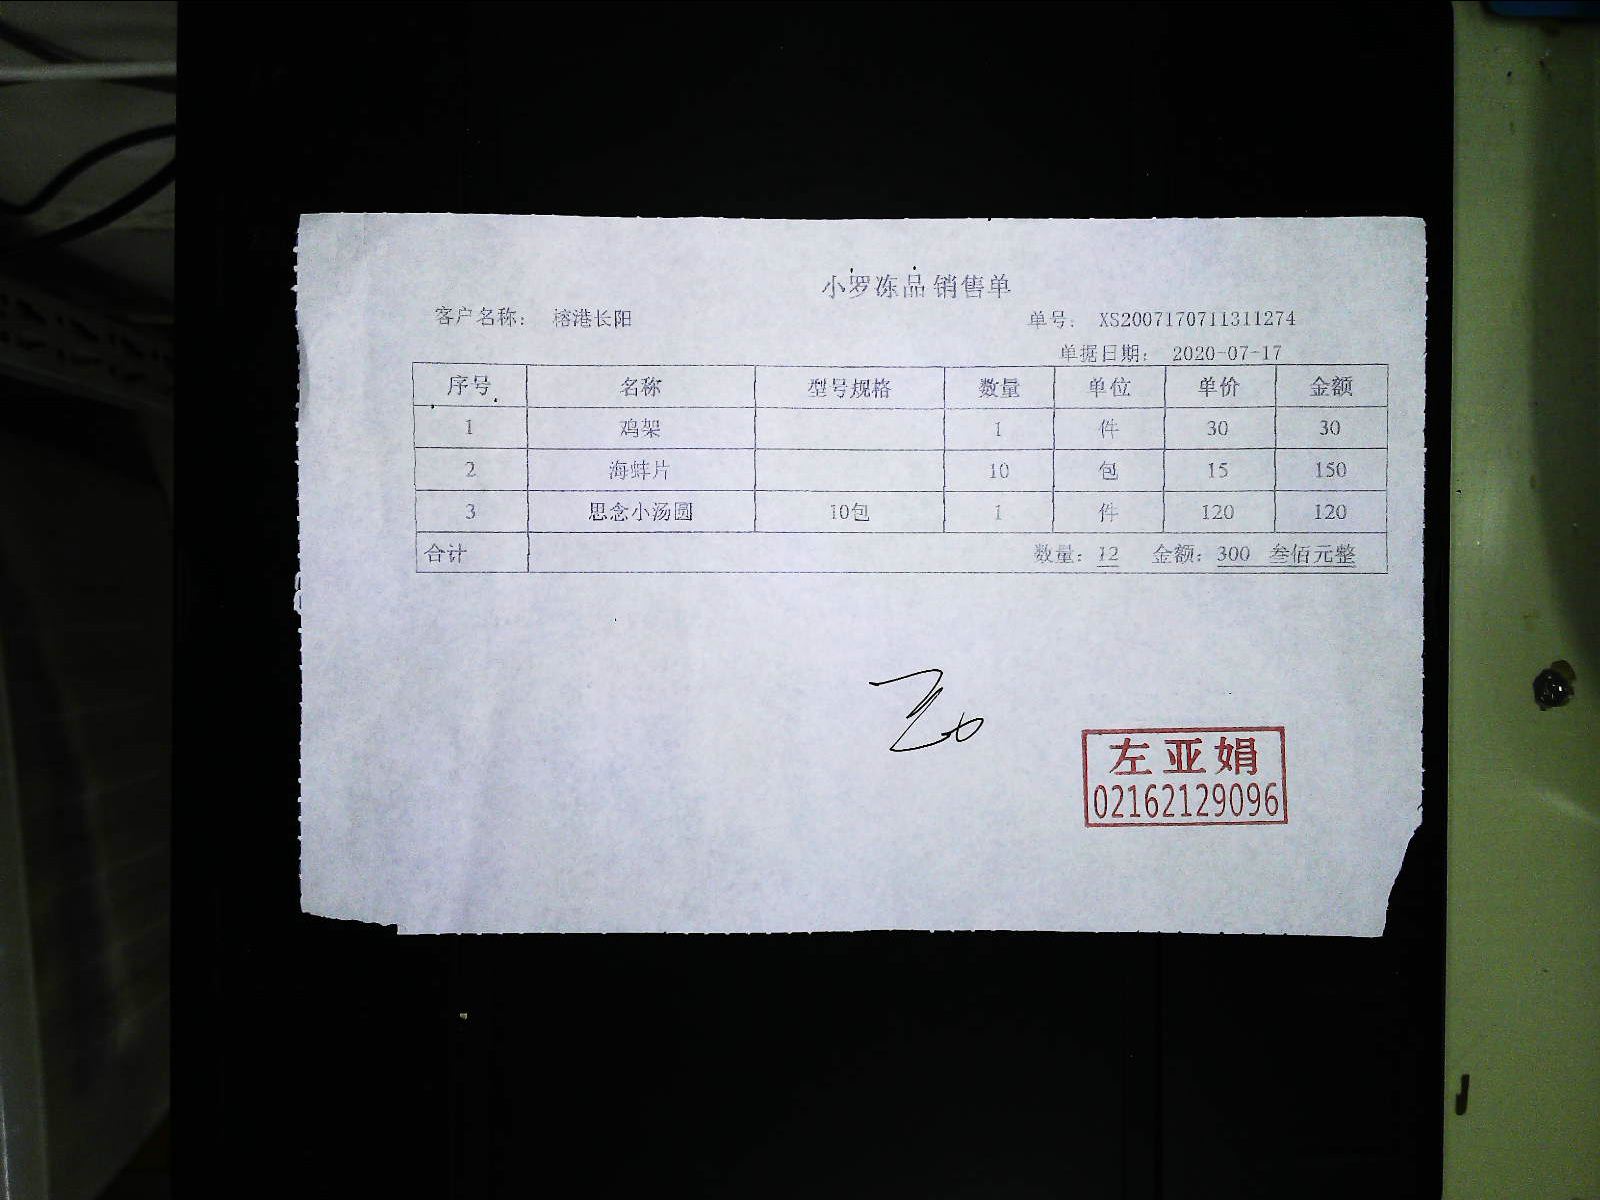 小罗冻品 销售单
客户名称： 榕港长阳 单号： XS2007170711311274
单据日期： 2020-07-17
序号 名称 型号规格 数量 单位 单价 金额
1 鸡架 1 件 30 30
2 海蚌片 10 包 15 150
3 思念小汤圆 10包 1 件 120 120
合计 数量：12 金额：300 叁佰元整
左亚娟
02162129096